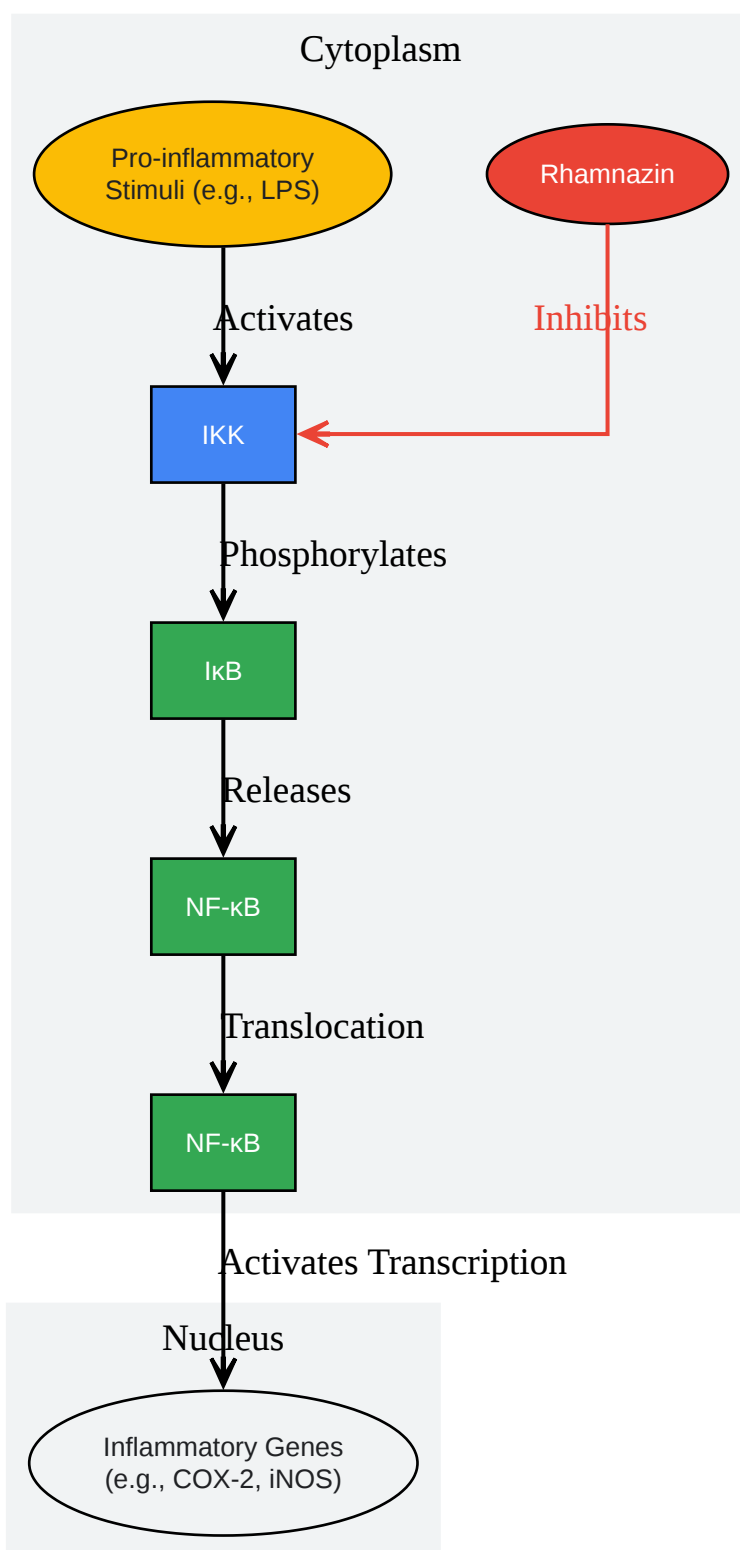 Cytoplasm
Pro-inflammatory
Stimuli (e.g., LPS)
Rhamnazin
Activates
Inhibits
IKK
Phosphorylates
IκB
Releases
NF-κB
Translocation
NF-κB
Activates Transcription
Nucleus
Inflammatory Genes
(e.g., COX-2, iNOS)